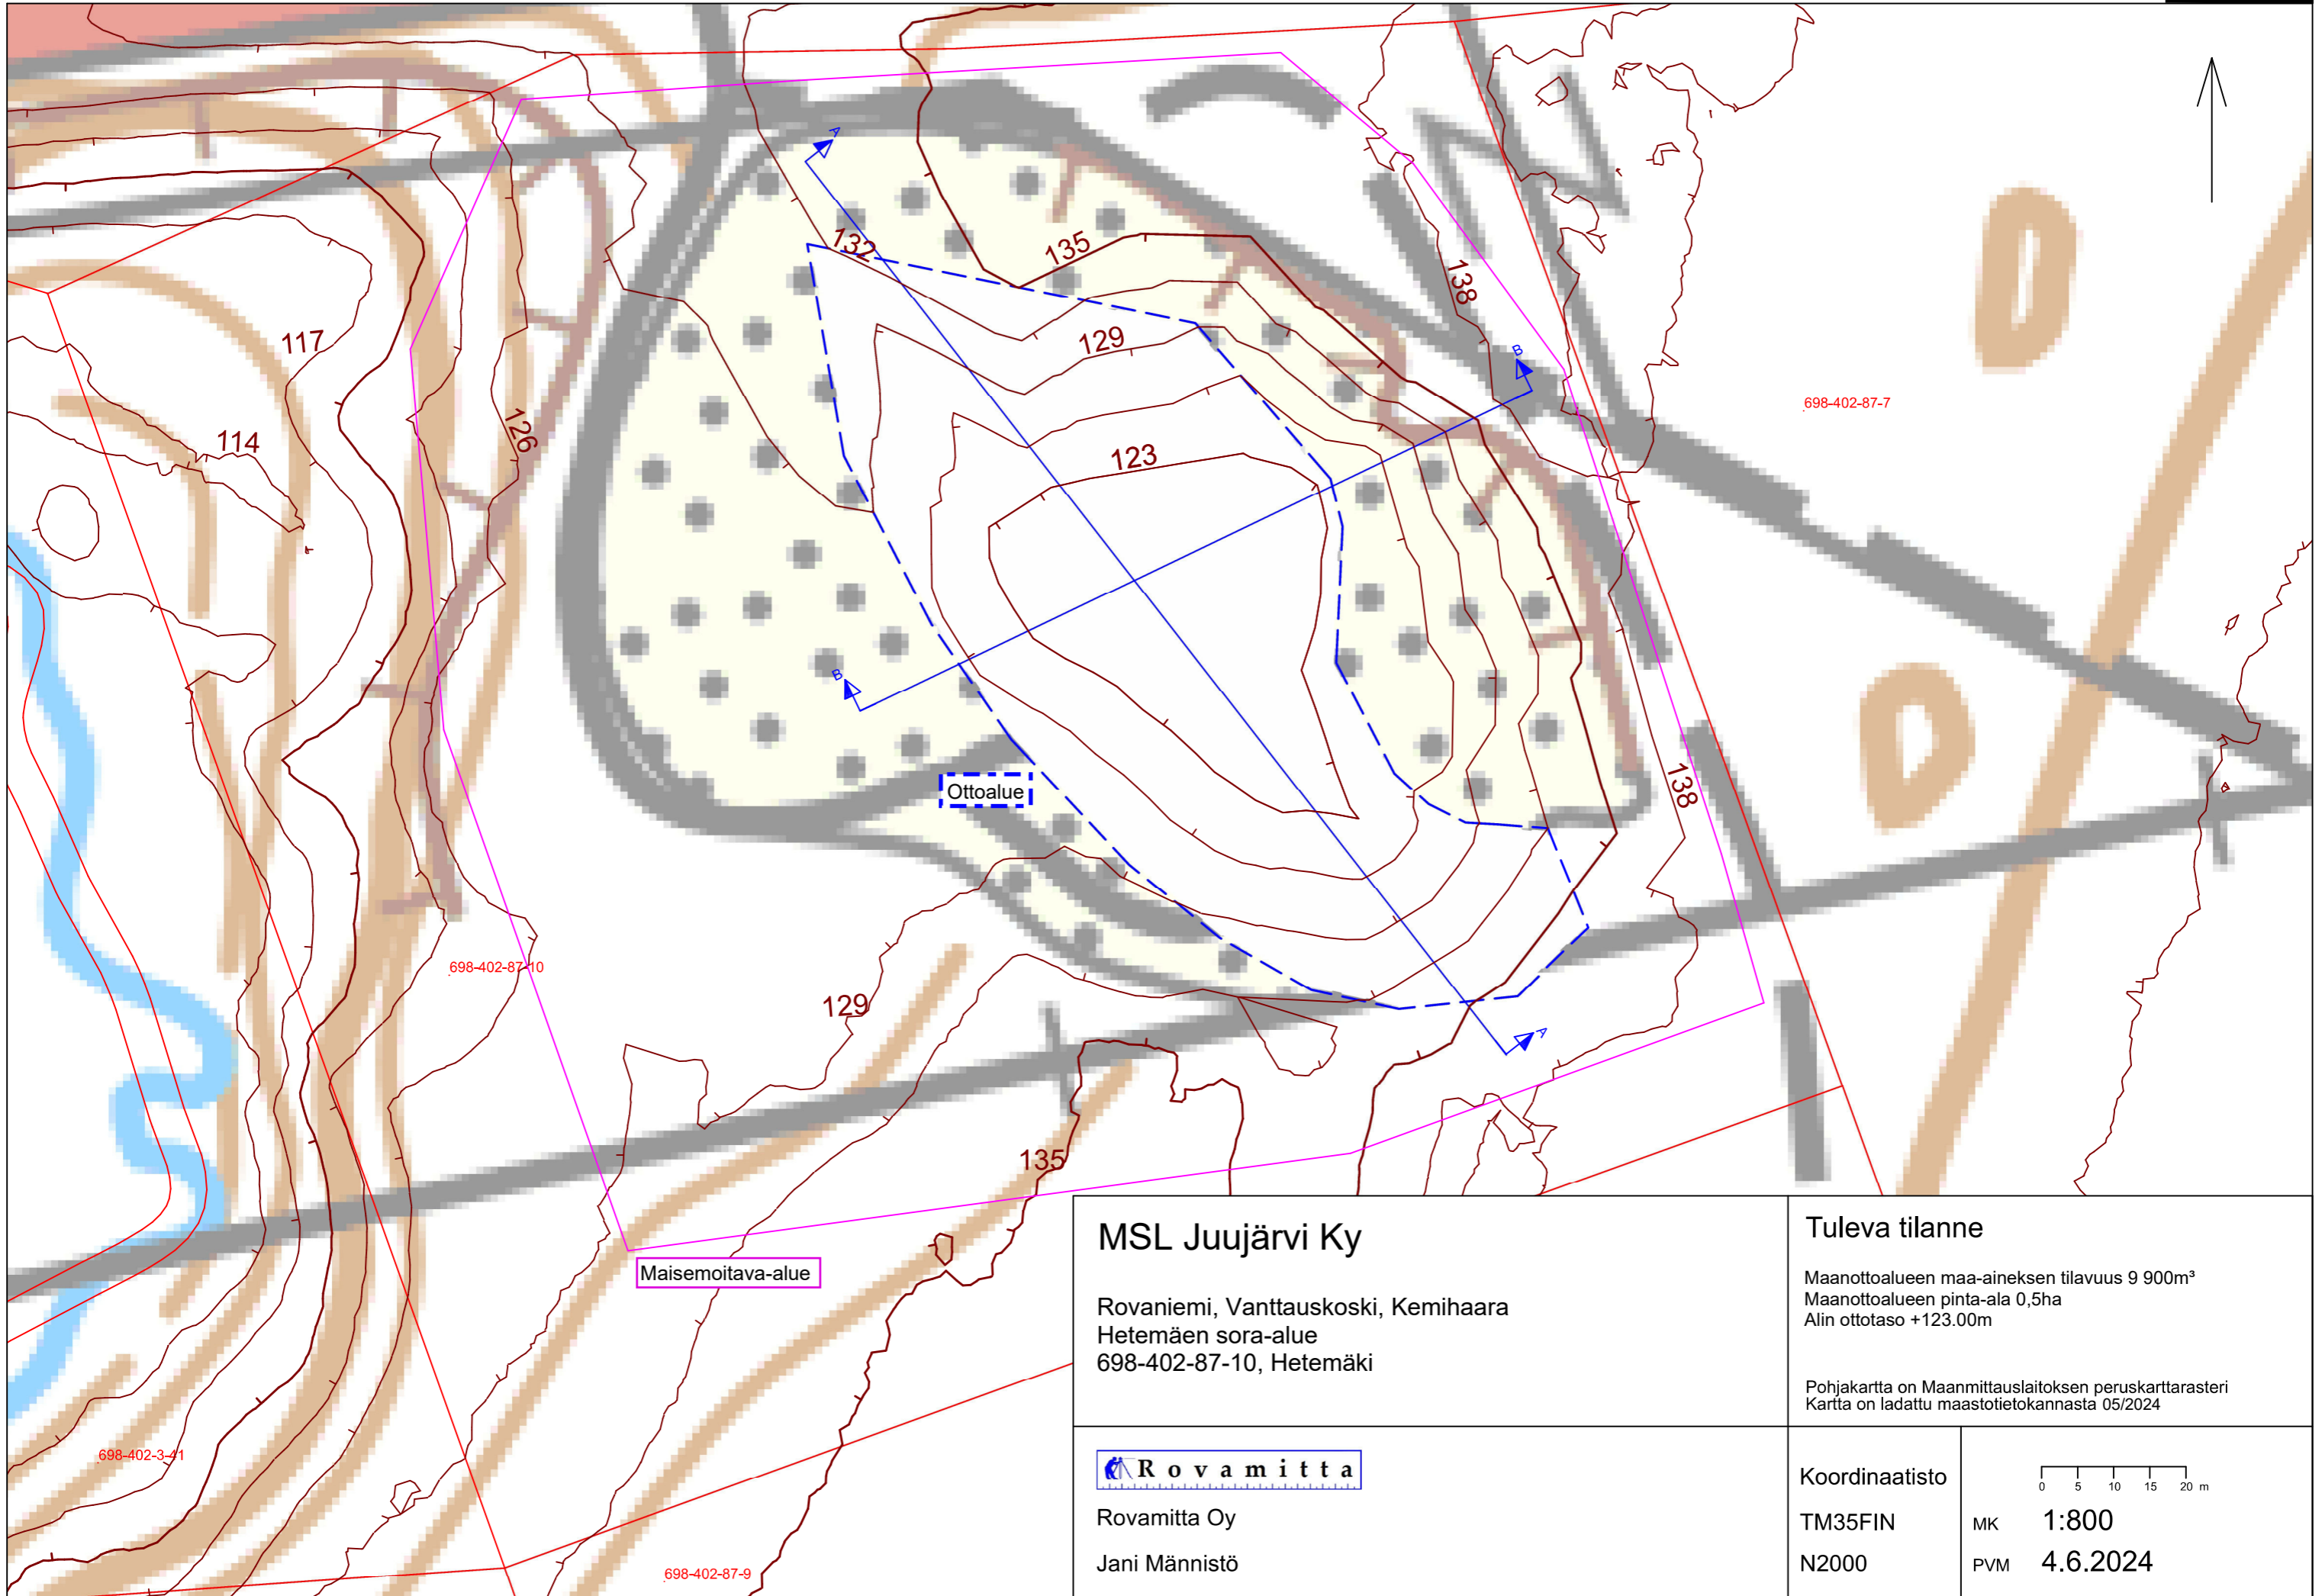 A
132
135
138
B
117
129
698-402-87-7
114
126
123
B
Ottoalue
138
698-402-87-10
129
A
135
Maisemoitava-alue
698-402-3-41
698-402-87-9
MSL Juujärvi Ky
Rovaniemi, Vanttauskoski, Kemihaara
Hetemäen sora-alue
698-402-87-10, Hetemäki
Tuleva tilanne
Maanottoalueen maa-aineksen tilavuus 9 900m³
Maanottoalueen pinta-ala 0,5ha
Alin ottotaso +123.00m
Pohjakartta on Maanmittauslaitoksen peruskarttarasteri
Kartta on ladattu maastotietokannasta 05/2024
Rovamitta
Rovamitta Oy
Jani Männistö
Koordinaatisto
TM35FIN
N2000
0 5 10 15 20 m
MK 1:800
PVM 4.6.2024